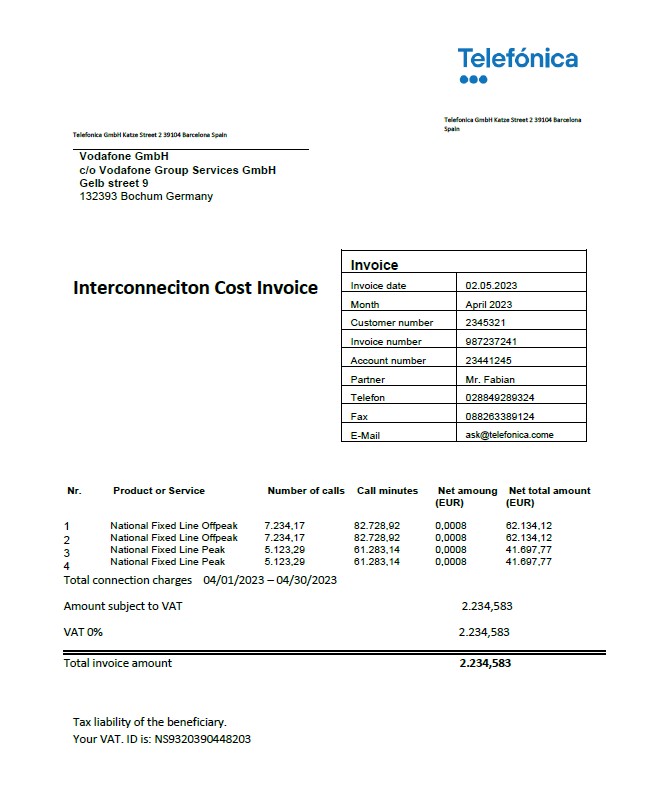 Telefónica
Telefonica GmbH Katze Street 2 39104 Barcelona
Spain
Telefonica GmbH Katze Street 2 39104 Barcelona Spain
Vodafone GmbH
c/o Vodafone Group Services GmbH
Gelb street 9
132393 Bochum Germany
Interconneciton Cost Invoice
Invoice
Invoice date 02.05.2023
Month April 2023
Customer number 2345321
Invoice number 987237241
Account number 23441245
Partner Mr. Fabian
Telefon 028849289324
Fax 088263389124
E-Mail ask@telefonica.come
Nr. Product or Service Number of calls Call minutes Net amoung (EUR) Net total amount (EUR)
1 National Fixed Line Offpeak 7.234,17 82.728,92 0,0008 62.134,12
2 National Fixed Line Offpeak 7.234,17 82.728,92 0,0008 62.134,12
3 National Fixed Line Peak 5.123,29 61.283,14 0,0008 41.697,77
4 National Fixed Line Peak 5.123,29 61.283,14 0,0008 41.697,77
Total connection charges 04/01/2023 – 04/30/2023
Amount subject to VAT 2.234,583
VAT 0% 2.234,583
Total invoice amount 2.234,583
Tax liability of the beneficiary.
Your VAT. ID is: NS9320390448203